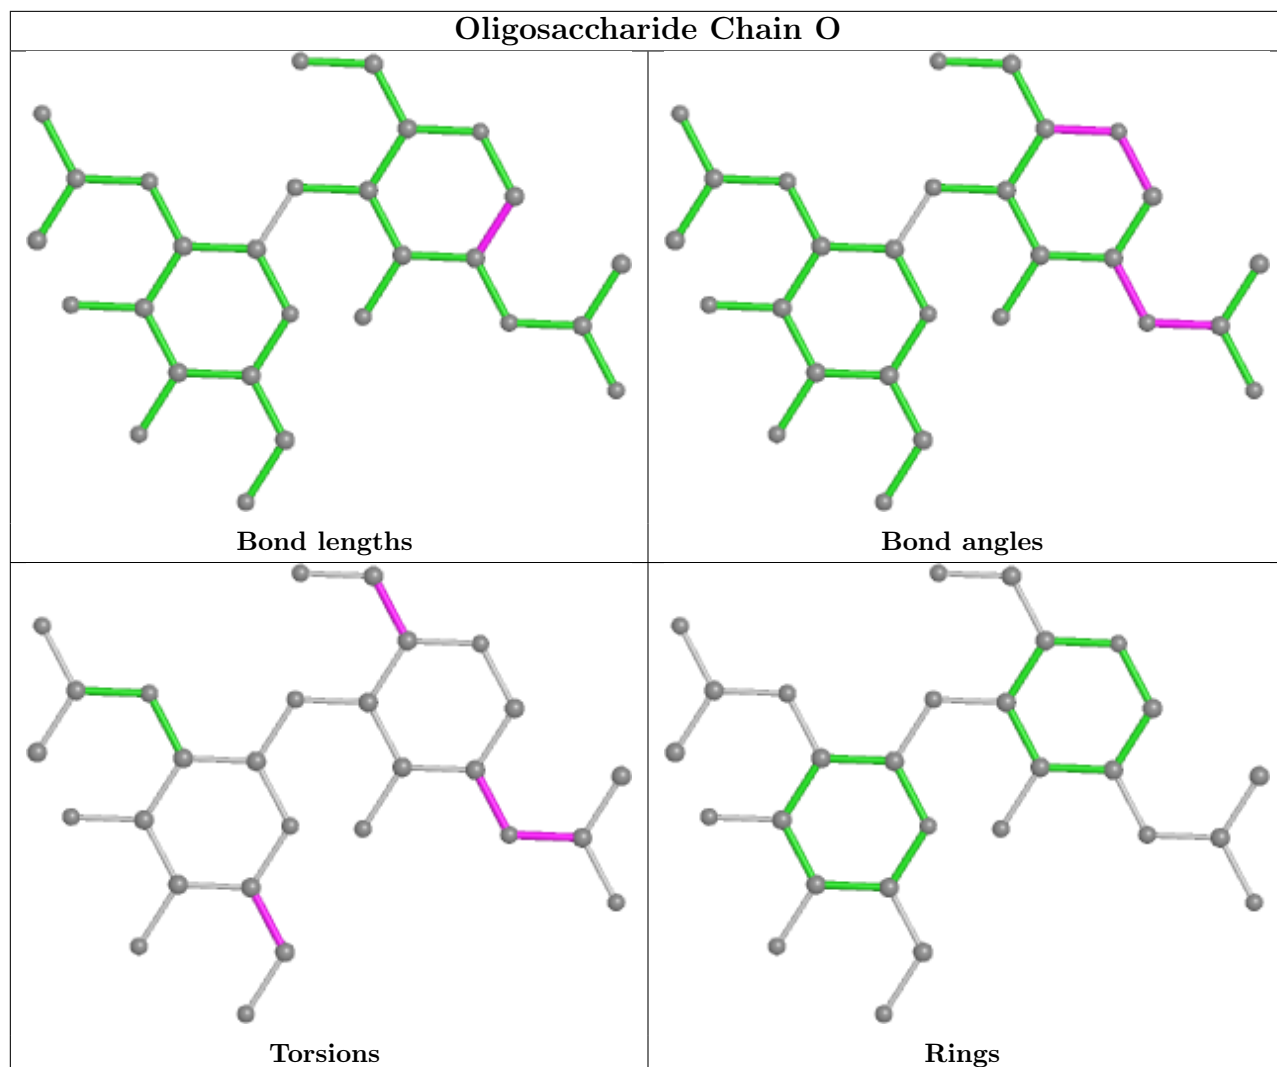 Oligosaccharide Chain O
Bond lengths
Bond angles
Torsions
Rings